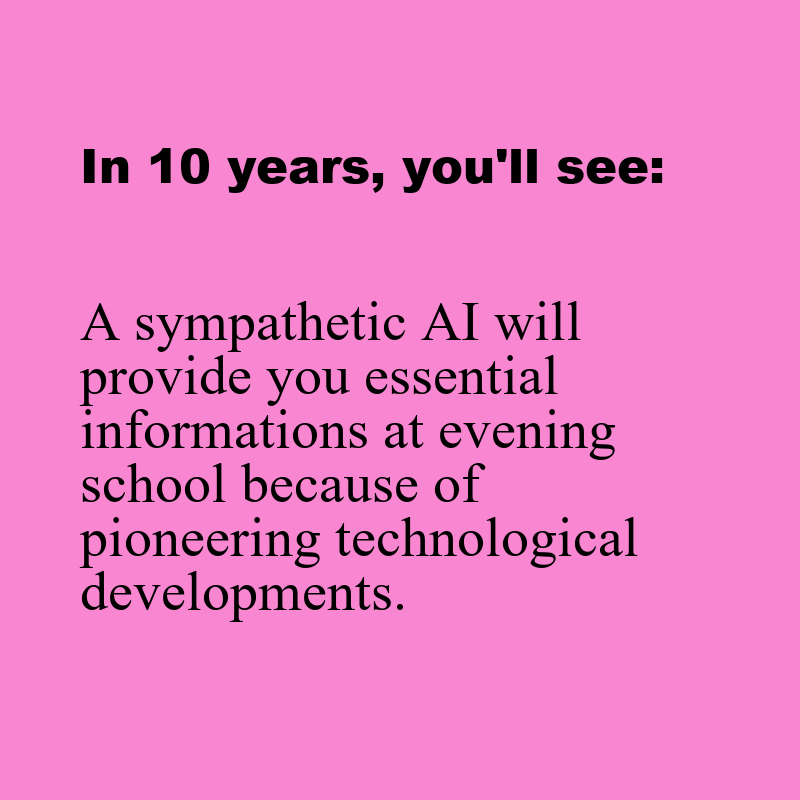 In 10 years, you'll see:
A sympathetic AI will
provide you essential
informations at evening
school because of
pioneering technological
developments.